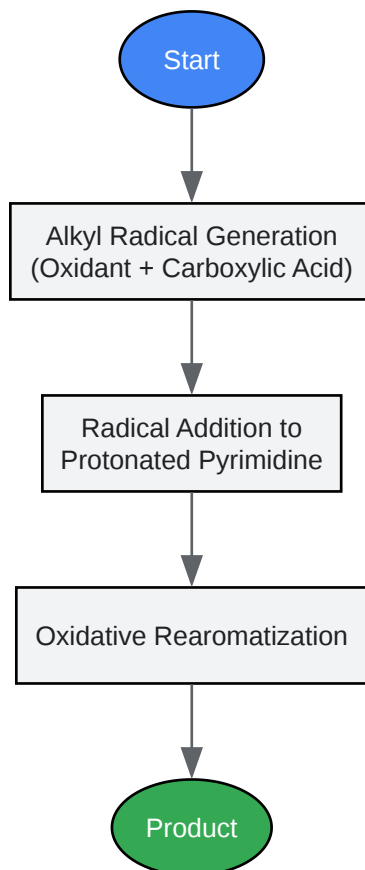 Start
Alkyl Radical Generation
(Oxidant + Carboxylic Acid)
Radical Addition to
Protonated Pyrimidine
Oxidative Rearomatization
Product